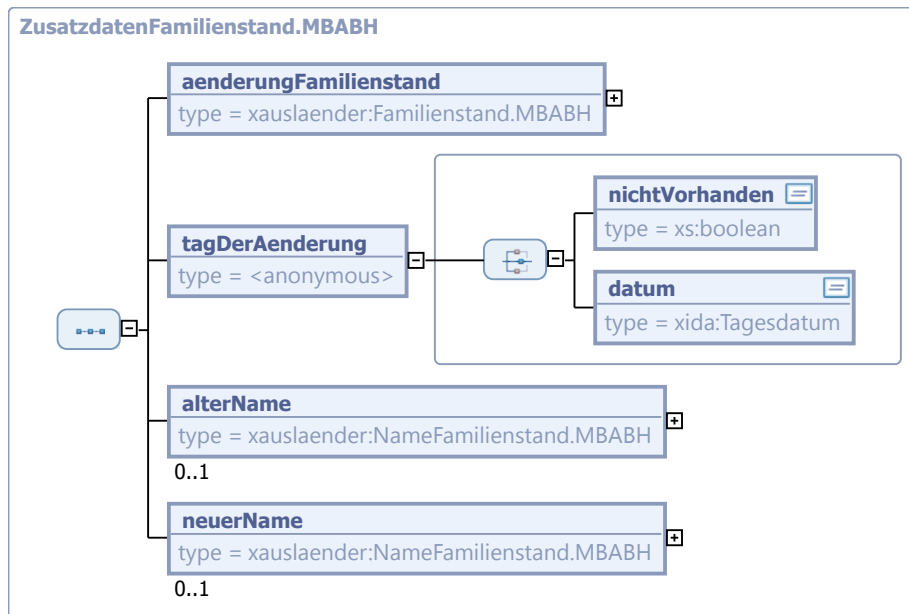 ZusatzdatenFamilienstand.MBABH
aenderungFamilienstand
type = xauslaender:Familienstand.MBABH
tagDerAenderung
type = <anonymous>
nichtVorhanden
type = xs:boolean
datum
type = xida:Tagesdatum
alterName
type = xauslaender:NameFamilienstand.MBABH
0..1
neuerName
type = xauslaender:NameFamilienstand.MBABH
0..1